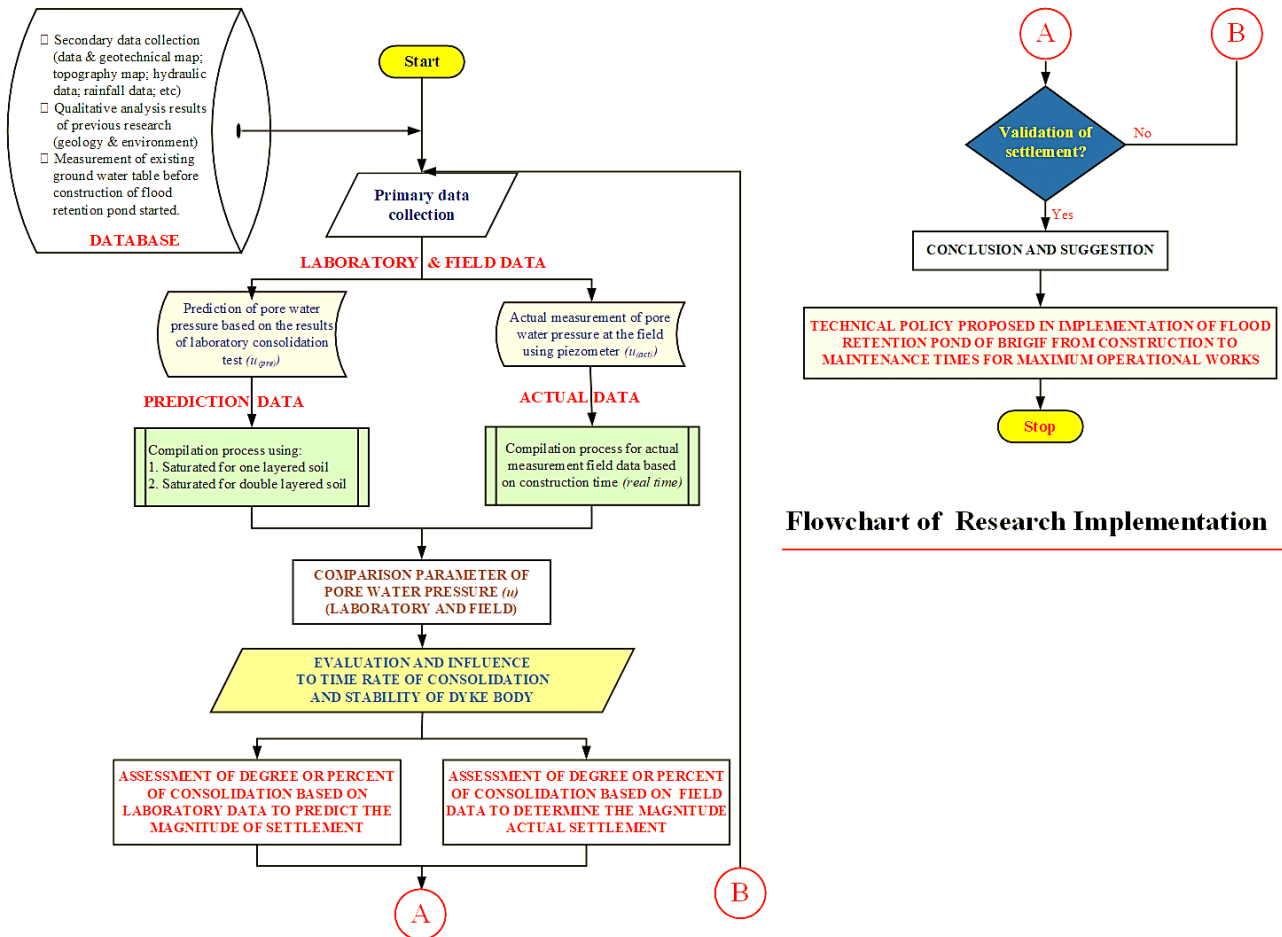 Secondary data collection
(data & geotechnical map;
topography map; hydraulic
data; rainfall data; etc)
Qualitative analysis results
of previous research
(geology & environment)
Measurement of existing
ground water table before
construction of flood
retention pond started.
DATABASE
Start
Primary data
collection
LABORATORY & FIELD DATA
Prediction of pore water
pressure based on the results
of laboratory consolidation
test (u(pre))
Actual measurement of pore
water pressure at the field
using piezometer (u(act))
PREDICTION DATA
ACTUAL DATA
Compilation process using:
1. Saturated for one layered soil
2. Saturated for double layered soil
Compilation process for actual
measurement field data based
on construction time (real time)
COMPARISON PARAMETER OF
PORE WATER PRESSURE (u)
(LABORATORY AND FIELD)
EVALUATION AND INFLUENCE
TO TIME RATE OF CONSOLIDATION
AND STABILITY OF DYKE BODY
ASSESSMENT OF DEGREE OR PERCENT
OF CONSOLIDATION BASED ON
LABORATORY DATA TO PREDICT THE
MAGNITUDE OF SETTLEMENT
ASSESSMENT OF DEGREE OR PERCENT
OF CONSOLIDATION BASED ON FIELD
DATA TO DETERMINE THE MAGNITUDE
ACTUAL SETTLEMENT
A
B
A
B
Validation of
settlement?
No
Yes
CONCLUSION AND SUGGESTION
TECHNICAL POLICY PROPOSED IN IMPLEMENTATION OF FLOOD
RETENTION POND OF BRIGIF FROM CONSTRUCTION TO
MAINTENANCE TIMES FOR MAXIMUM OPERATIONAL WORKS
Stop
Flowchart of Research Implementation